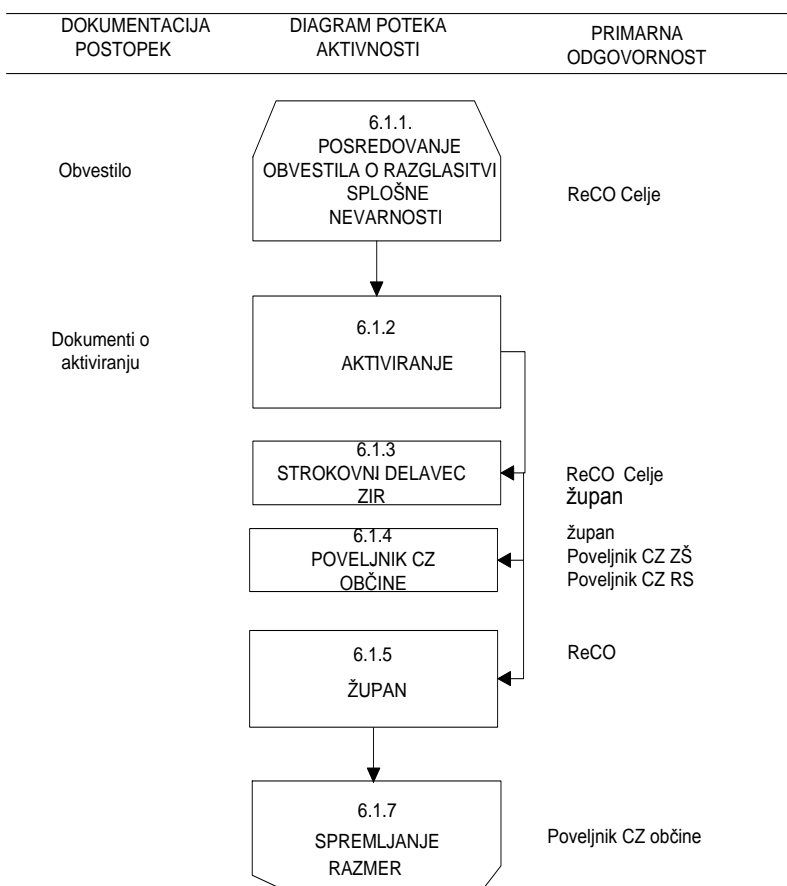 DOKUMENTACIJA
POSTOPEK
DIAGRAM POTEKA
AKTIVNOSTI
PRIMARNA
ODGOVORNOST
Obvestilo
6.1.1.
POSREDOVANJE
OBVESTILA O RAZGLASITVI
SPLOŠNE
NEVARNOSTI
ReCO Celje
Dokumenti o
aktiviranju
6.1.2
AKTIVIRANJE
6.1.3
STROKOVNI DELAVEC
ZIR
ReCO Celje
župan
6.1.4
POVELJNIK CZ
OBČINE
župan
Poveljnik CZ ZŠ
Poveljnik CZ RS
6.1.5
ŽUPAN
ReCO
6.1.7
SPREMLJANJE
RAZMER
Poveljnik CZ občine